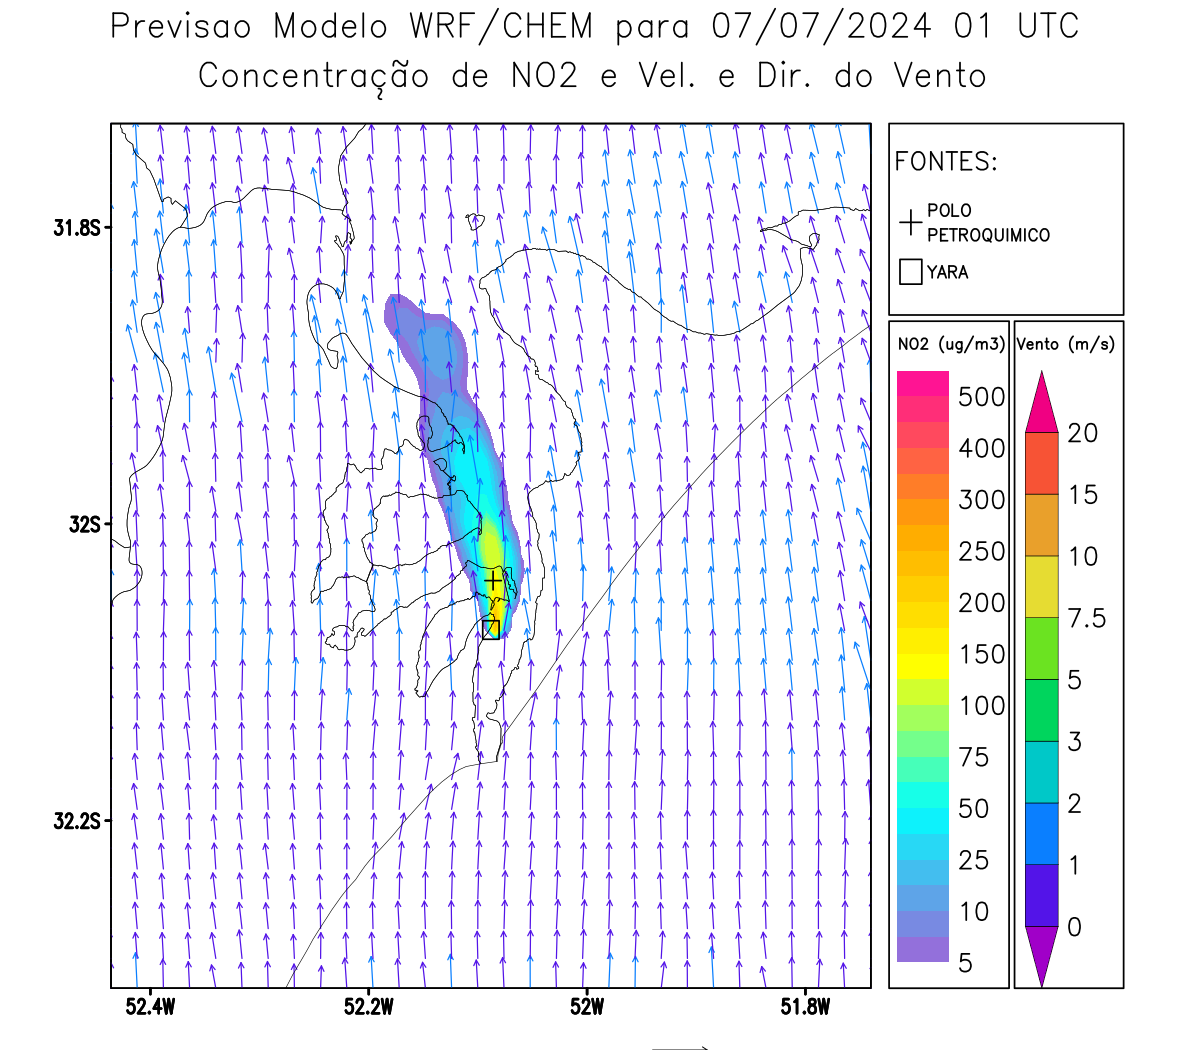 Previsao Modelo WRF/CHEM para 07/07/2024 01 UTC
Concentração de NO2 e Vel. e Dir. do Vento
FONTES:
POLO
PETROQUIMICO
YARA
31.8S
32S
32.2S
52.4W
52.2W
52W
51.8W
NO2 (ug/m3)
500
400
300
250
200
150
100
75
50
25
10
5
Vento (m/s)
20
15
10
7.5
5
3
2
1
0